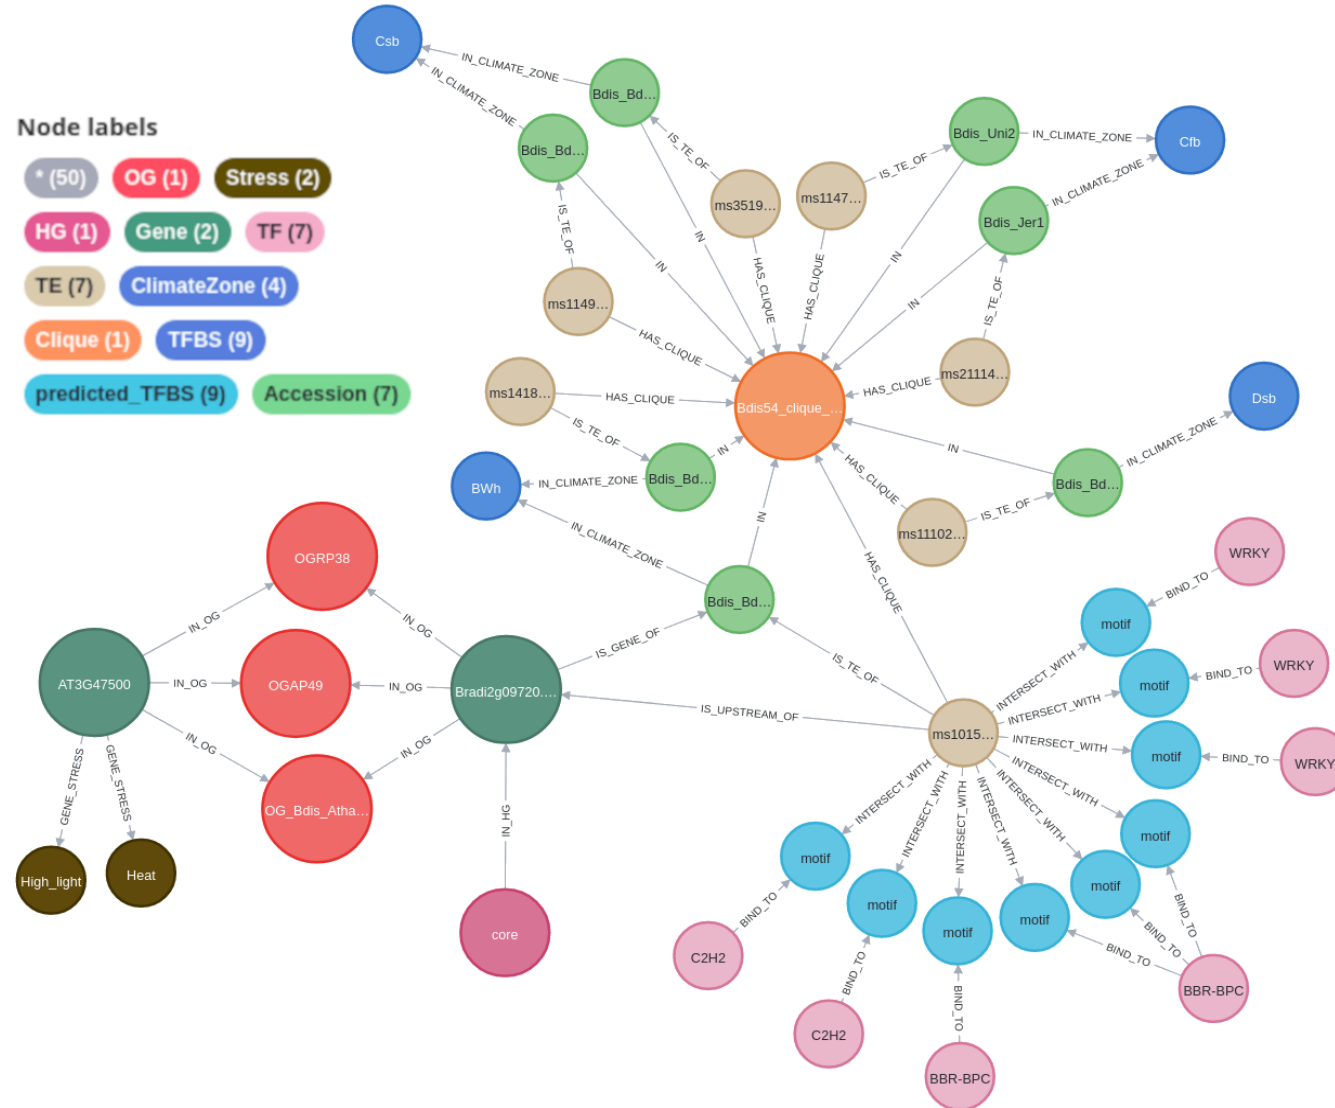 Node labels
* (50) OG (1) Stress (2)
HG (1) Gene (2) TF (7)
TE (7) ClimateZone (4)
Clique (1) TFBS (9)
predicted_TFBS (9) Accession (7)
Csb
IN_CLIMATE_ZONE
IN_CLIMATE_ZONE
Bdis_Bd…
Bdis_Bd…
IS_TE_OF
IS_TE_OF
IN
IN
ms3519…
ms1149…
HAS_CLIQUE
HAS_CLIQUE
ms1147…
IS_TE_OF
Bdis_Uni2
IN_CLIMATE_ZONE
Cfb
IN_CLIMATE_ZONE
Bdis_Jer1
HAS_CLIQUE
IN
IN
IS_TE_OF
ms21114…
HAS_CLIQUE
Bdis54_clique_…
ms1418…
HAS_CLIQUE
IS_TE_OF
IN
Bdis_Bd…
IN_CLIMATE_ZONE
BWh
IN_CLIMATE_ZONE
IN
Dsb
IN_CLIMATE_ZONE
Bdis_Bd…
IN
HAS_CLIQUE
IS_TE_OF
ms11102…
HAS_CLIQUE
Bdis_Bd…
IS_GENE_OF
IS_TE_OF
OGRP38
IN_OG
IN_OG
AT3G47500
IN_OG
OGAP49
IN_OG
Bradi2g09720.…
IS_UPSTREAM_OF
ms1015…
IN_OG
IN_OG
OG_Bdis_Atha…
GENE_STRESS
GENE_STRESS
High_light
Heat
IN_HG
core
INTERSECT_WITH
motif
BIND_TO
WRKY
INTERSECT_WITH
motif
BIND_TO
WRKY
INTERSECT_WITH
motif
BIND_TO
WRKY
INTERSECT_WITH
motif
INTERSECT_WITH
motif
INTERSECT_WITH
motif
BIND_TO
BIND_TO
BIND_TO
BBR-BPC
INTERSECT_WITH
motif
BIND_TO
BBR-BPC
INTERSECT_WITH
motif
BIND_TO
C2H2
INTERSECT_WITH
motif
BIND_TO
C2H2